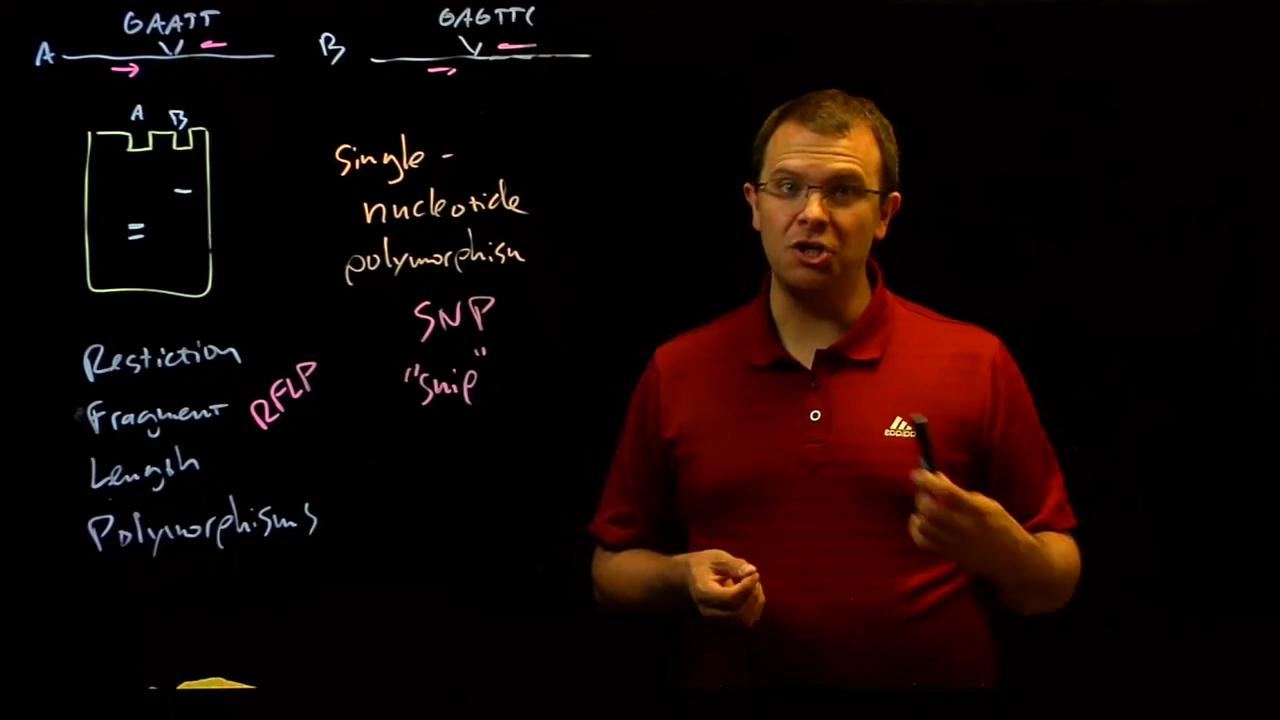 GAATT
GAGTTC
A
B
A B
Single-
nucleotide
polymorphism
SNP
"Snip"
Restiction
Fragment
RFLP
Length
Polymorphisms
adidas